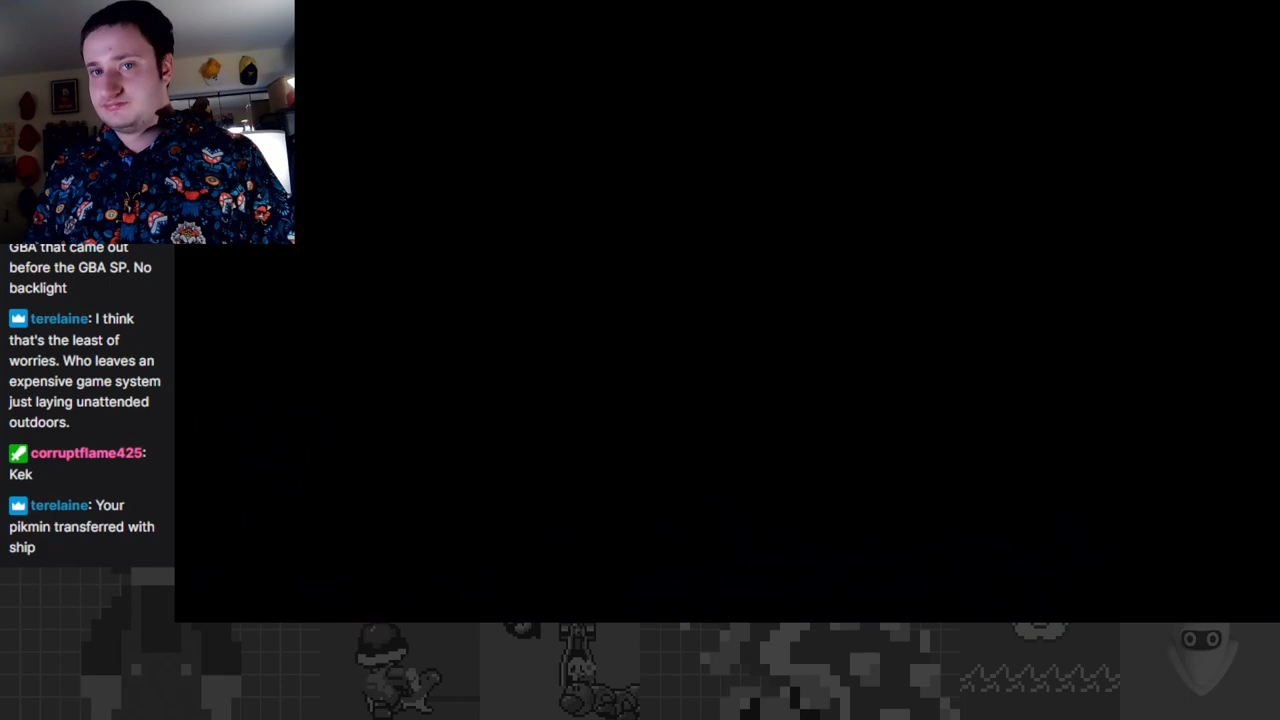 GBA that came out
before the GBA SP. No
backlight
terelaine: I think
that's the least of
worries. Who leaves an
expensive game system
just laying unattended
outdoors.
corruptflame425:
Kek
terelaine: Your
pikmin transferred with
ship